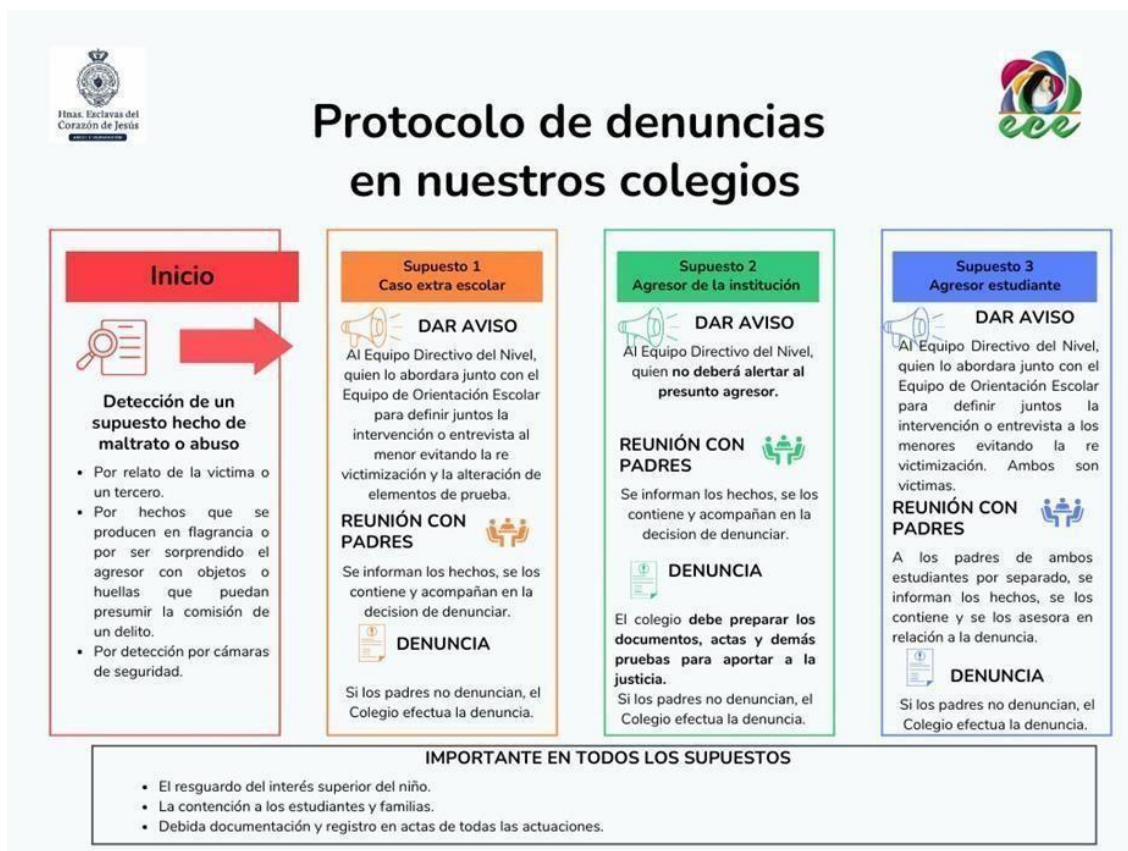 Hnas. Esclavas del
Corazón de Jesús
ece
Protocolo de denuncias
en nuestros colegios
Inicio
Detección de un
supuesto hecho de
maltrato o abuso
• Por relato de la victima o
un tercero.
• Por hechos que se
producen en flagrancia o
por ser sorprendido el
agresor con objetos o
huellas que puedan
presumir la comisión de
un delito.
• Por detección por cámaras
de seguridad.
Supuesto 1
Caso extra escolar
DAR AVISO
Al Equipo Directivo del Nivel,
quien lo abordara junto con el
Equipo de Orientación Escolar
para definir juntos la
intervención o entrevista al
menor evitando la re
victimización y la alteración de
elementos de prueba.
REUNIÓN CON
PADRES
Se informan los hechos, se los
contiene y acompañan en la
decision de denunciar.
DENUNCIA
Si los padres no denuncian, el
Colegio efectua la denuncia.
Supuesto 2
Agresor de la institución
DAR AVISO
Al Equipo Directivo del Nivel,
quien no deberá alertar al
presunto agresor.
REUNIÓN CON
PADRES
Se informan los hechos, se los
contiene y acompañan en la
decision de denunciar.
DENUNCIA
El colegio debe preparar los
documentos, actas y demás
pruebas para aportar a la
justicia.
Si los padres no denuncian, el
Colegio efectua la denuncia.
Supuesto 3
Agresor estudiante
DAR AVISO
Al Equipo Directivo del Nivel,
quien lo abordara junto con el
Equipo de Orientación Escolar
para definir juntos la
intervención o entrevista a los
menores evitando la re
victimización. Ambos son
victimas.
REUNIÓN CON
PADRES
A los padres de ambos
estudiantes por separado, se
informan los hechos, se los
contiene y se los asesora en
relación a la denuncia.
DENUNCIA
Si los padres no denuncian, el
Colegio efectua la denuncia.
IMPORTANTE EN TODOS LOS SUPUESTOS
• El resguardo del interés superior del niño.
• La contención a los estudiantes y familias.
• Debida documentación y registro en actas de todas las actuaciones.